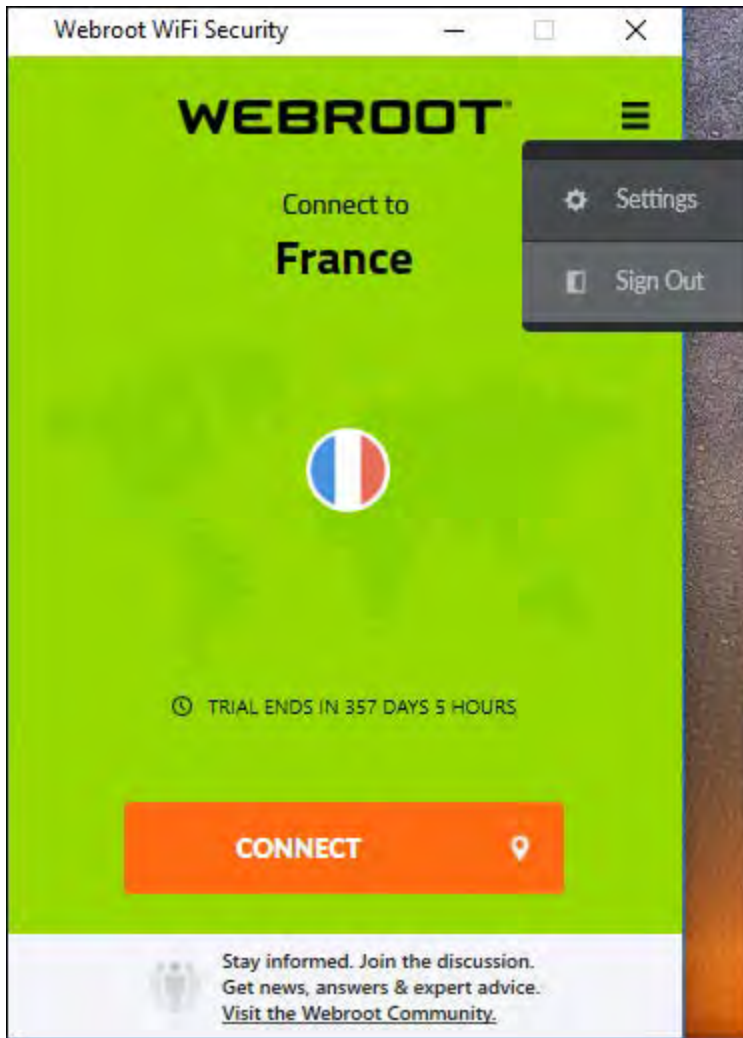 Webroot WiFi Security
WEBROOT
Connect to
France
Settings
Sign Out
TRIAL ENDS IN 357 DAYS 5 HOURS
CONNECT
Stay informed. Join the discussion.
Get news, answers & expert advice.
Visit the Webroot Community.